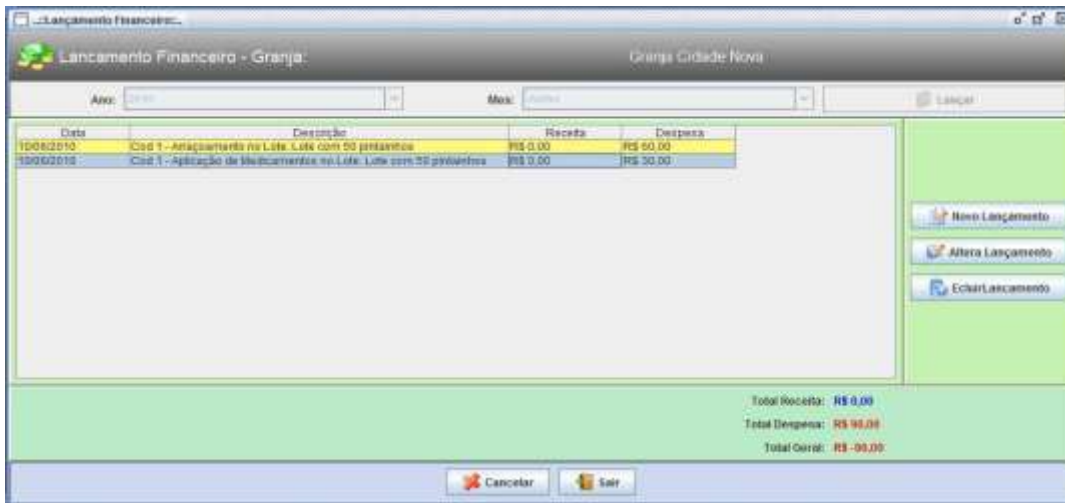 ..::Lançamento Financeiro::..
Lancamento Financeiro - Granja:
Granja Cidade Nova
Ano: 2010
Mes: Junho
Lançar
Data Descrição Receita Despesa
10/06/2010 Cod 1 - Arraçoamento no Lote. Lote com 50 pintainhos R$ 0,00 R$ 60,00
10/06/2010 Cod 1 - Aplicação de Medicamentos no Lote. Lote com 50 pintainhos R$ 0,00 R$ 30,00
Novo Lançamento
Altera Lançamento
Lancamento
Total Receita: R$ 0,00
Total Despesa: R$ 90,00
Total Geral: R$ -90,00
Cancelar
Sair